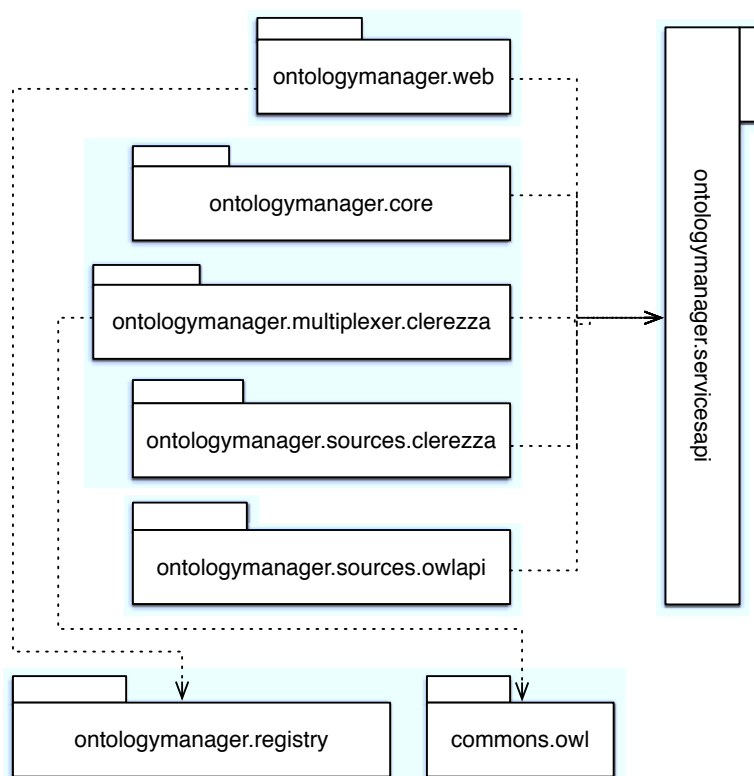 ontologymanager.web
ontologymanager.core
ontologymanager.multiplexer.clerezza
ontologymanager.sources.clerezza
ontologymanager.sources.owlapi
ontologymanager.servicesapi
ontologymanager.registry
commons.owl